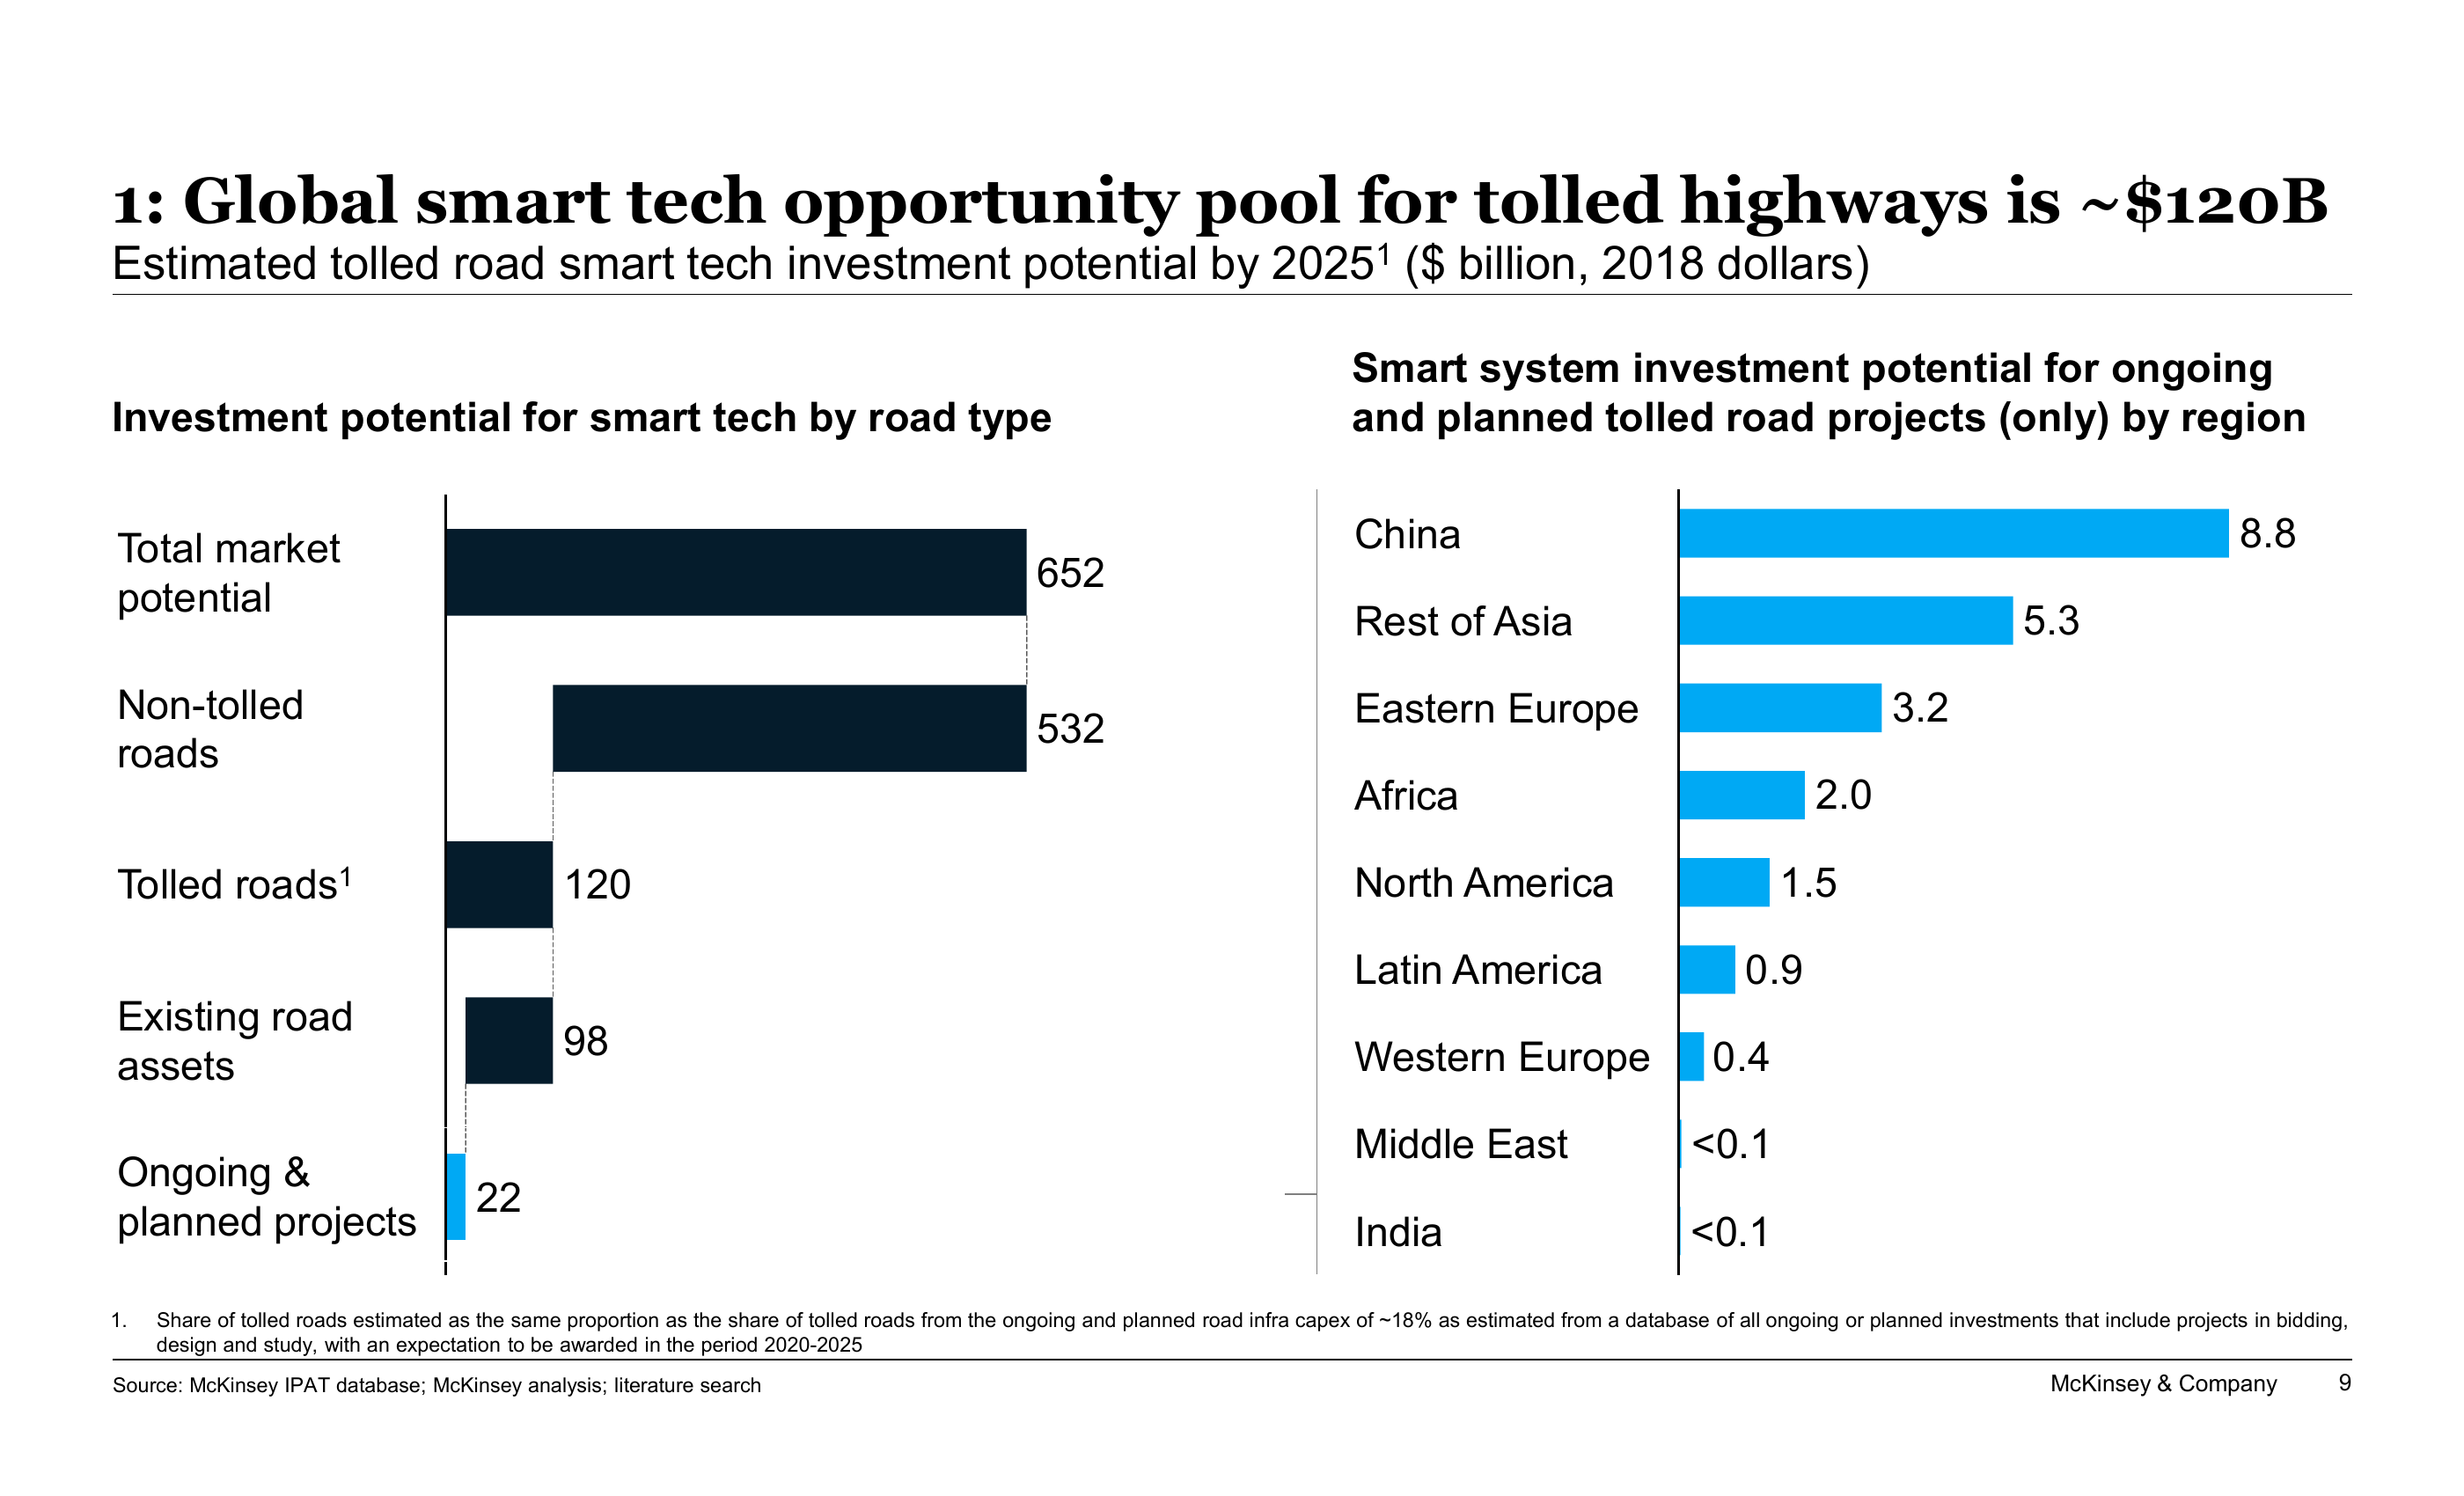 1: Global smart tech opportunity pool for tolled highways is ~$120B
Estimated tolled road smart tech investment potential by 2025¹ ($ billion, 2018 dollars)
Investment potential for smart tech by road type
Total market
potential
652
Non-tolled
roads
532
Tolled roads¹
120
Existing road
assets
98
Ongoing &
planned projects
22
Smart system investment potential for ongoing
and planned tolled road projects (only) by region
China 8.8
Rest of Asia 5.3
Eastern Europe 3.2
Africa 2.0
North America 1.5
Latin America 0.9
Western Europe 0.4
Middle East <0.1
India <0.1
1. Share of tolled roads estimated as the same proportion as the share of tolled roads from the ongoing and planned road infra capex of ~18% as estimated from a database of all ongoing or planned investments that include projects in bidding,
design and study, with an expectation to be awarded in the period 2020-2025
Source: McKinsey IPAT database; McKinsey analysis; literature search
McKinsey & Company 9